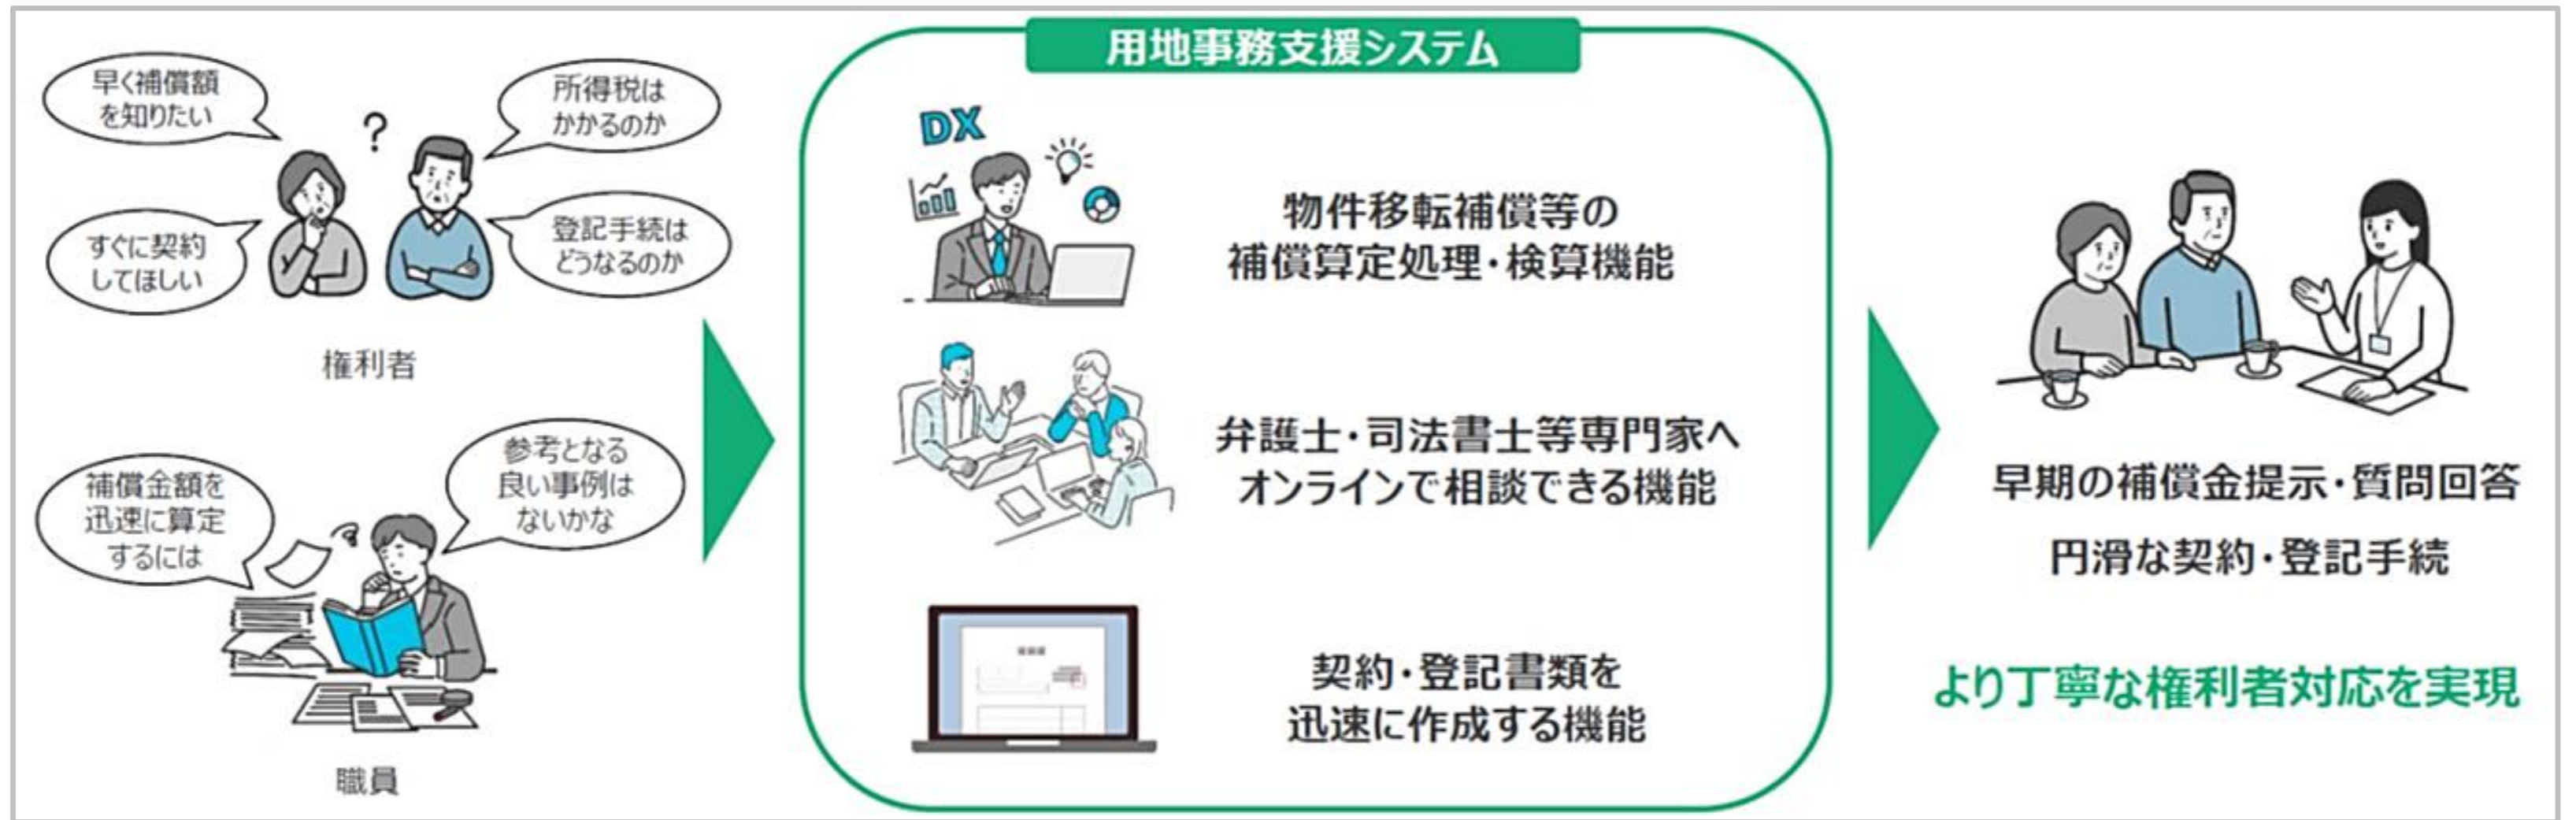 早く補償額
を知りたい
?
所得税は
かかるのか
すぐに契約
してほしい
登記手続は
どうなるのか
権利者
補償金額を
迅速に算定
するには
参考となる
良い事例は
ないかな
職員
用地事務支援システム
DX
物件移転補償等の
補償算定処理・検算機能
弁護士・司法書士等専門家へ
オンラインで相談できる機能
契約・登記書類を
迅速に作成する機能
早期の補償金提示・質問回答
円滑な契約・登記手続
より丁寧な権利者対応を実現